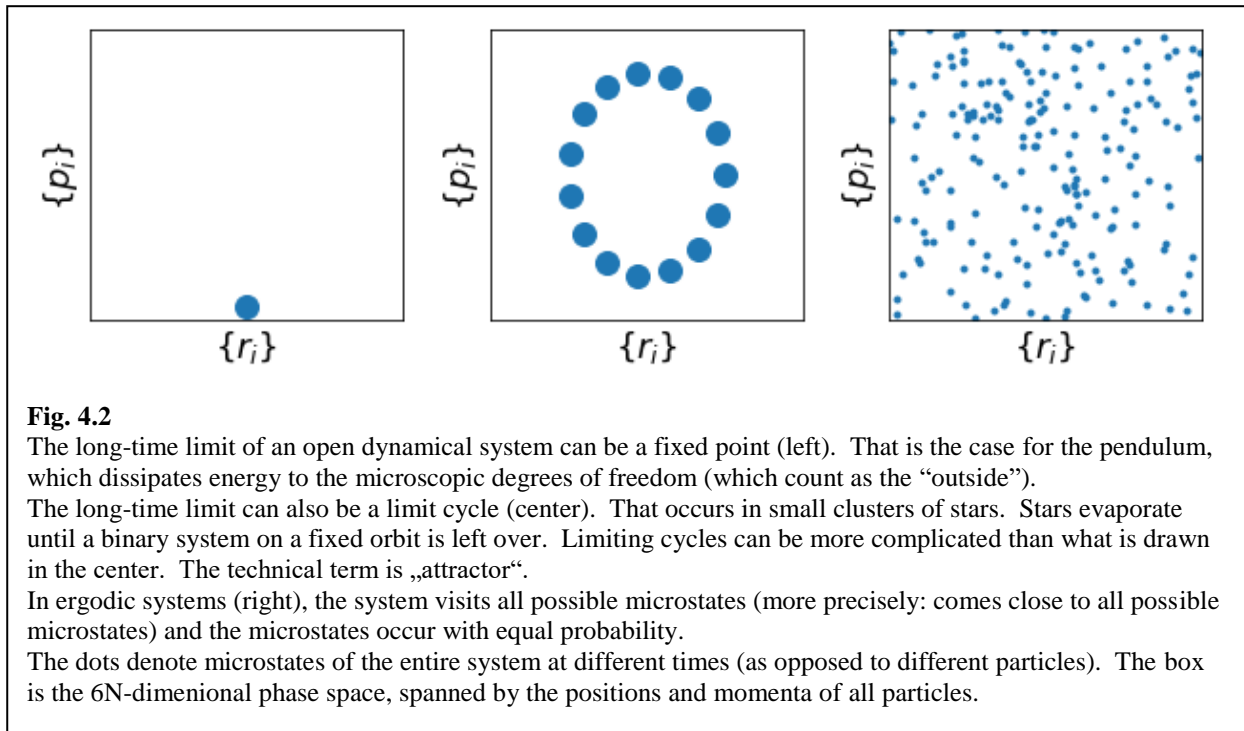 {p_i} {p_i} {p_i}
{r_i} {r_i} {r_i}
Fig. 4.2
The long-time limit of an open dynamical system can be a fixed point (left). That is the case for the pendulum,
which dissipates energy to the microscopic degrees of freedom (which count as the “outside”).
The long-time limit can also be a limit cycle (center). That occurs in small clusters of stars. Stars evaporate
until a binary system on a fixed orbit is left over. Limiting cycles can be more complicated than what is drawn
in the center. The technical term is „attractor“.
In ergodic systems (right), the system visits all possible microstates (more precisely: comes close to all possible
microstates) and the microstates occur with equal probability.
The dots denote microstates of the entire system at different times (as opposed to different particles). The box
is the 6N-dimenional phase space, spanned by the positions and momenta of all particles.